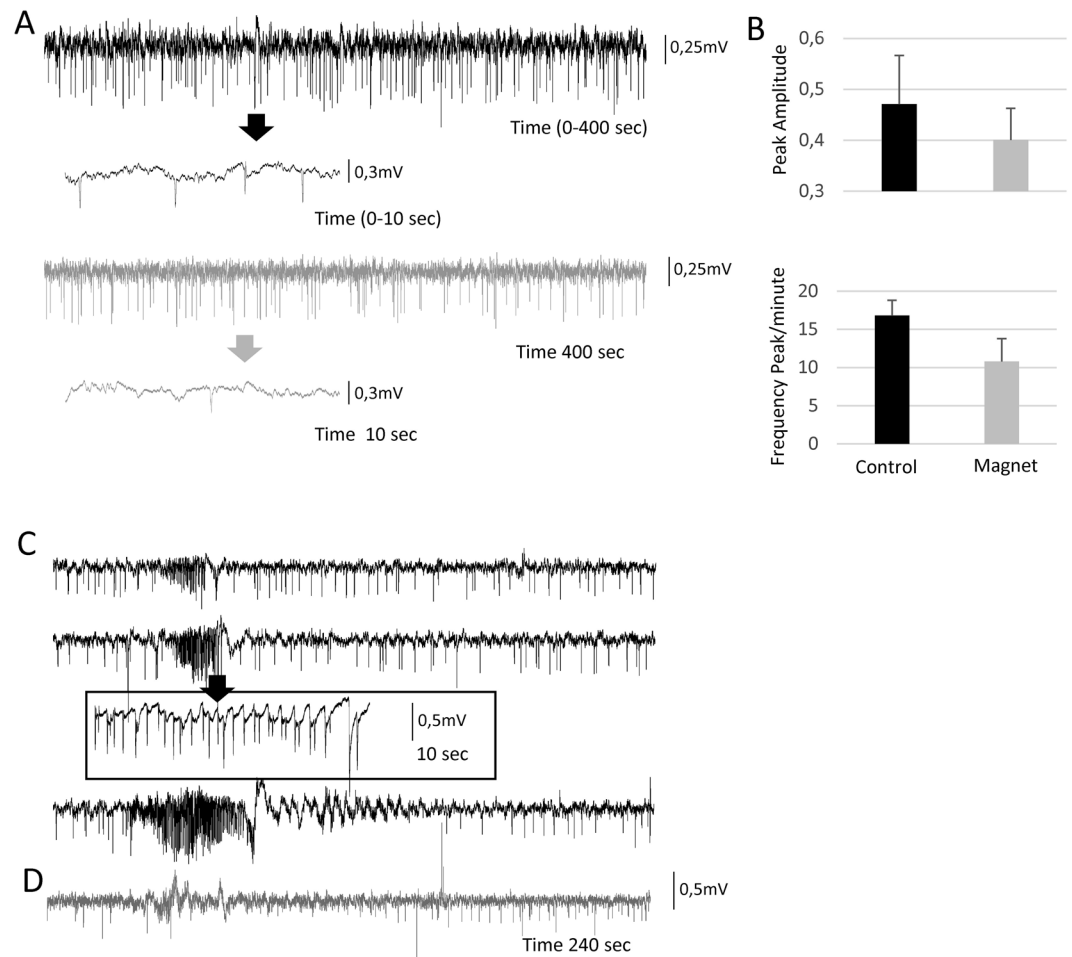 A
0,25mV
Time (0-400 sec)
0,3mV
Time (0-10 sec)
0,25mV
Time 400 sec
0,3mV
Time 10 sec
B
0,6
0,5
0,4
0,3
Peak Amplitude
20
15
10
5
0
Frequency Peak/minute
Control Magnet
C
0,5mV
10 sec
D
0,5mV
Time 240 sec